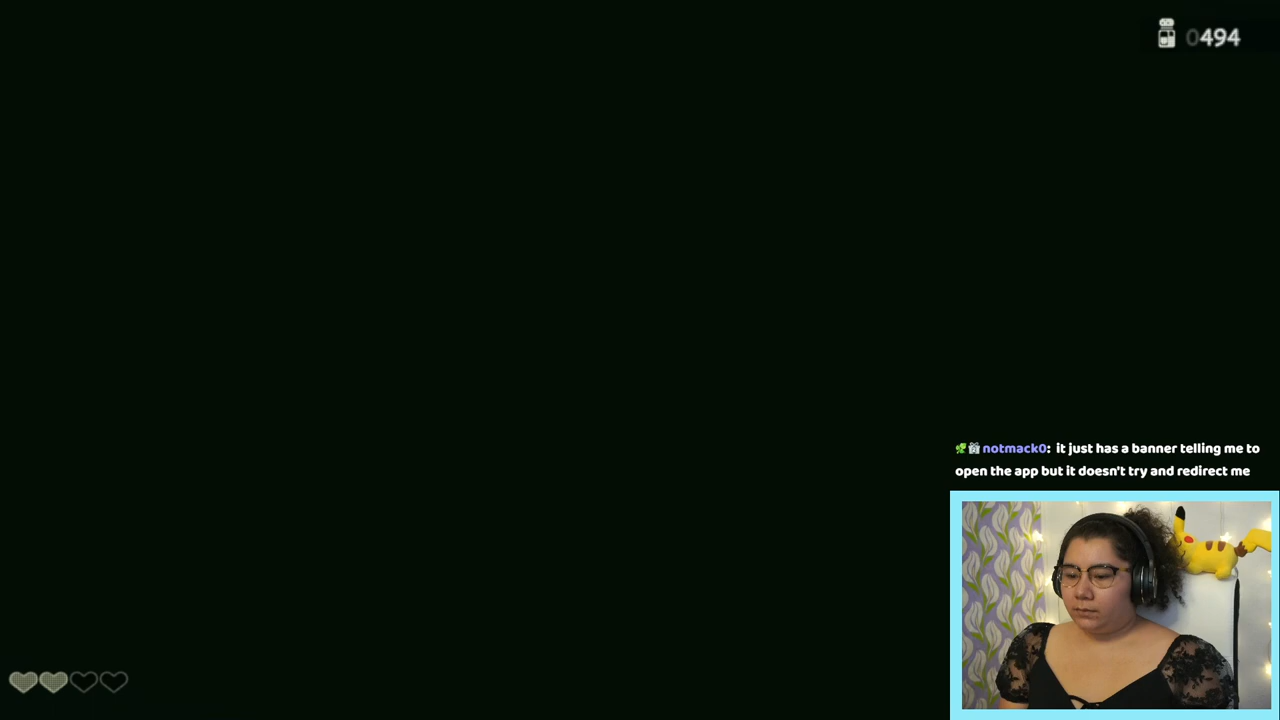 0494
notmack0: it just has a banner telling me to
open the app but it doesn't try and redirect me